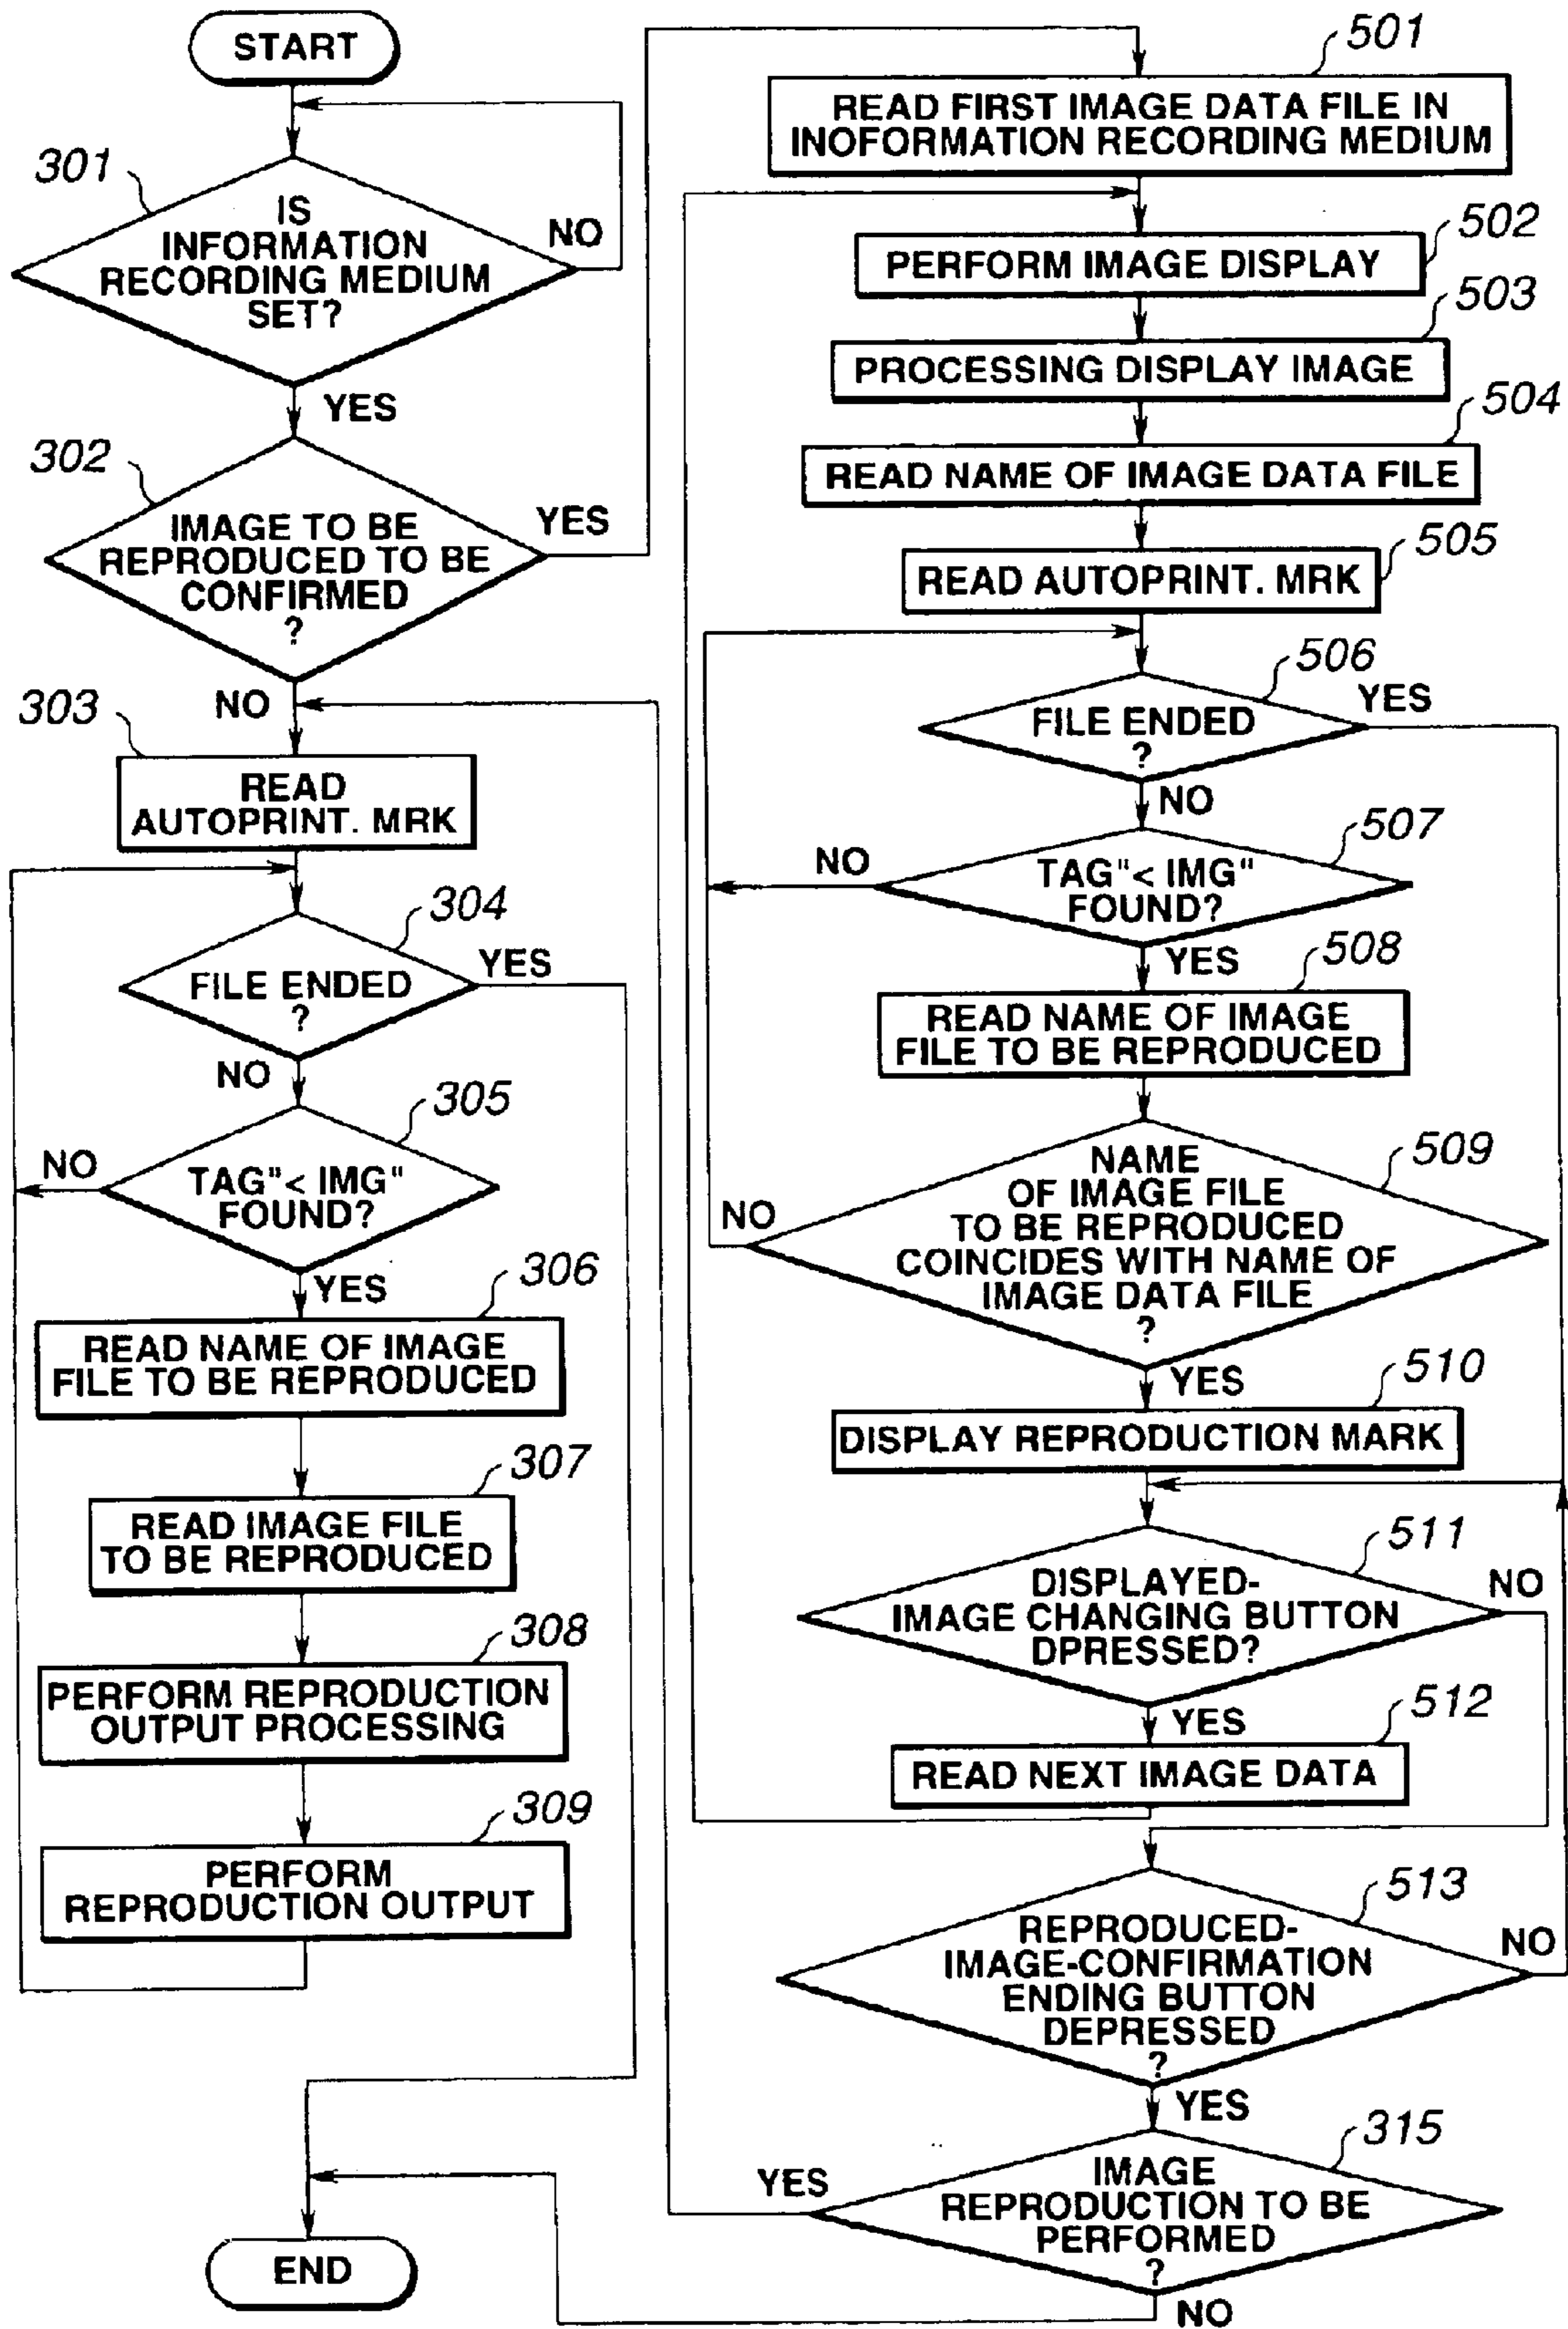 START
301
IS
INFORMATION
RECORDING MEDIUM
SET?
NO
YES
302
IMAGE TO BE
REPRODUCED TO BE
CONFIRMED
?
YES
NO
303
READ
AUTOPRINT. MRK
304
FILE ENDED
?
YES
NO
305
TAG"< IMG"
FOUND?
NO
YES
306
READ NAME OF IMAGE
FILE TO BE REPRODUCED
307
READ IMAGE FILE
TO BE REPRODUCED
308
PERFORM REPRODUCTION
OUTPUT PROCESSING
309
PERFORM
REPRODUCTION OUTPUT
END
501
READ FIRST IMAGE DATA FILE IN
INOFORMATION RECORDING MEDIUM
502
PERFORM IMAGE DISPLAY
503
PROCESSING DISPLAY IMAGE
504
READ NAME OF IMAGE DATA FILE
505
READ AUTOPRINT. MRK
506
FILE ENDED
?
YES
NO
507
TAG"< IMG"
FOUND?
NO
YES
508
READ NAME OF IMAGE
FILE TO BE REPRODUCED
509
NAME
OF IMAGE FILE
TO BE REPRODUCED
COINCIDES WITH NAME OF
IMAGE DATA FILE
?
NO
YES
510
DISPLAY REPRODUCTION MARK
511
DISPLAYED-
IMAGE CHANGING BUTTON
DPRESSED?
NO
YES
512
READ NEXT IMAGE DATA
513
REPRODUCED-
IMAGE-CONFIRMATION
ENDING BUTTON
DEPRESSED
?
NO
YES
315
IMAGE
REPRODUCTION TO BE
PERFORMED
?
YES
NO